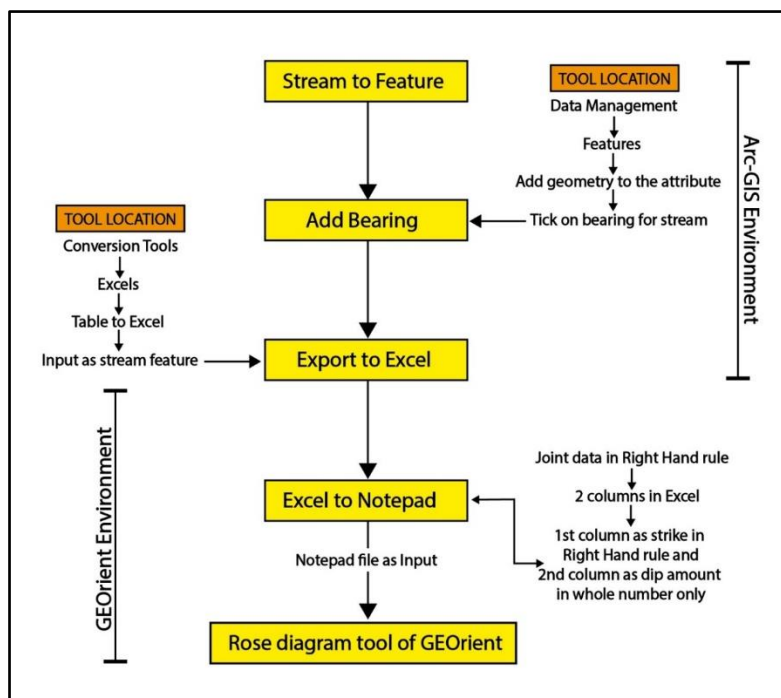 Stream to Feature
TOOL LOCATION
Data Management
Features
Add geometry to the attribute
Tick on bearing for stream
Arc-GIS Environment
Add Bearing
TOOL LOCATION
Conversion Tools
Excels
Table to Excel
Input as stream feature
Export to Excel
GEOrient Environment
Excel to Notepad
Joint data in Right Hand rule
2 columns in Excel
1st column as strike in
Right Hand rule and
2nd column as dip amount
in whole number only
Notepad file as Input
Rose diagram tool of GEOrient